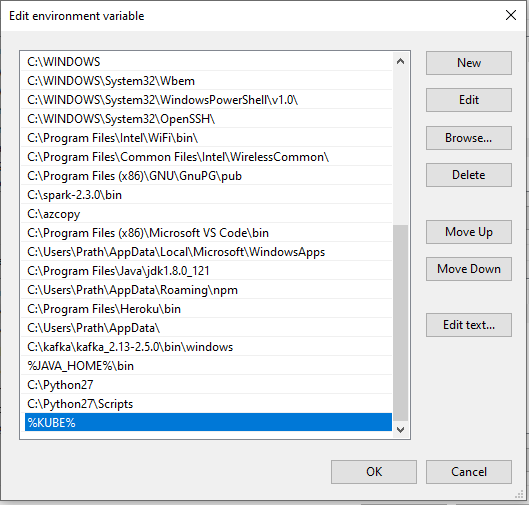 Edit environment variable
C:\WINDOWS
C:\WINDOWS\System32\Wbem
C:\WINDOWS\System32\WindowsPowerShell\v1.0\
C:\WINDOWS\System32\OpenSSH\
C:\Program Files\Intel\WiFi\bin\
C:\Program Files\Common Files\Intel\WirelessCommon\
C:\Program Files (x86)\GNU\GnuPG\pub
C:\spark-2.3.0\bin
C:\azcopy
C:\Program Files (x86)\Microsoft VS Code\bin
C:\Users\Prath\AppData\Local\Microsoft\WindowsApps
C:\Program Files\Java\jdk1.8.0_121
C:\Users\Prath\AppData\Roaming\npm
C:\Program Files\Heroku\bin
C:\Users\Prath\AppData\
C:\kafka\kafka_2.13-2.5.0\bin\windows
%JAVA_HOME%\bin
C:\Python27
C:\Python27\Scripts
%KUBE%
New
Edit
Browse...
Delete
Move Up
Move Down
Edit text...
OK
Cancel